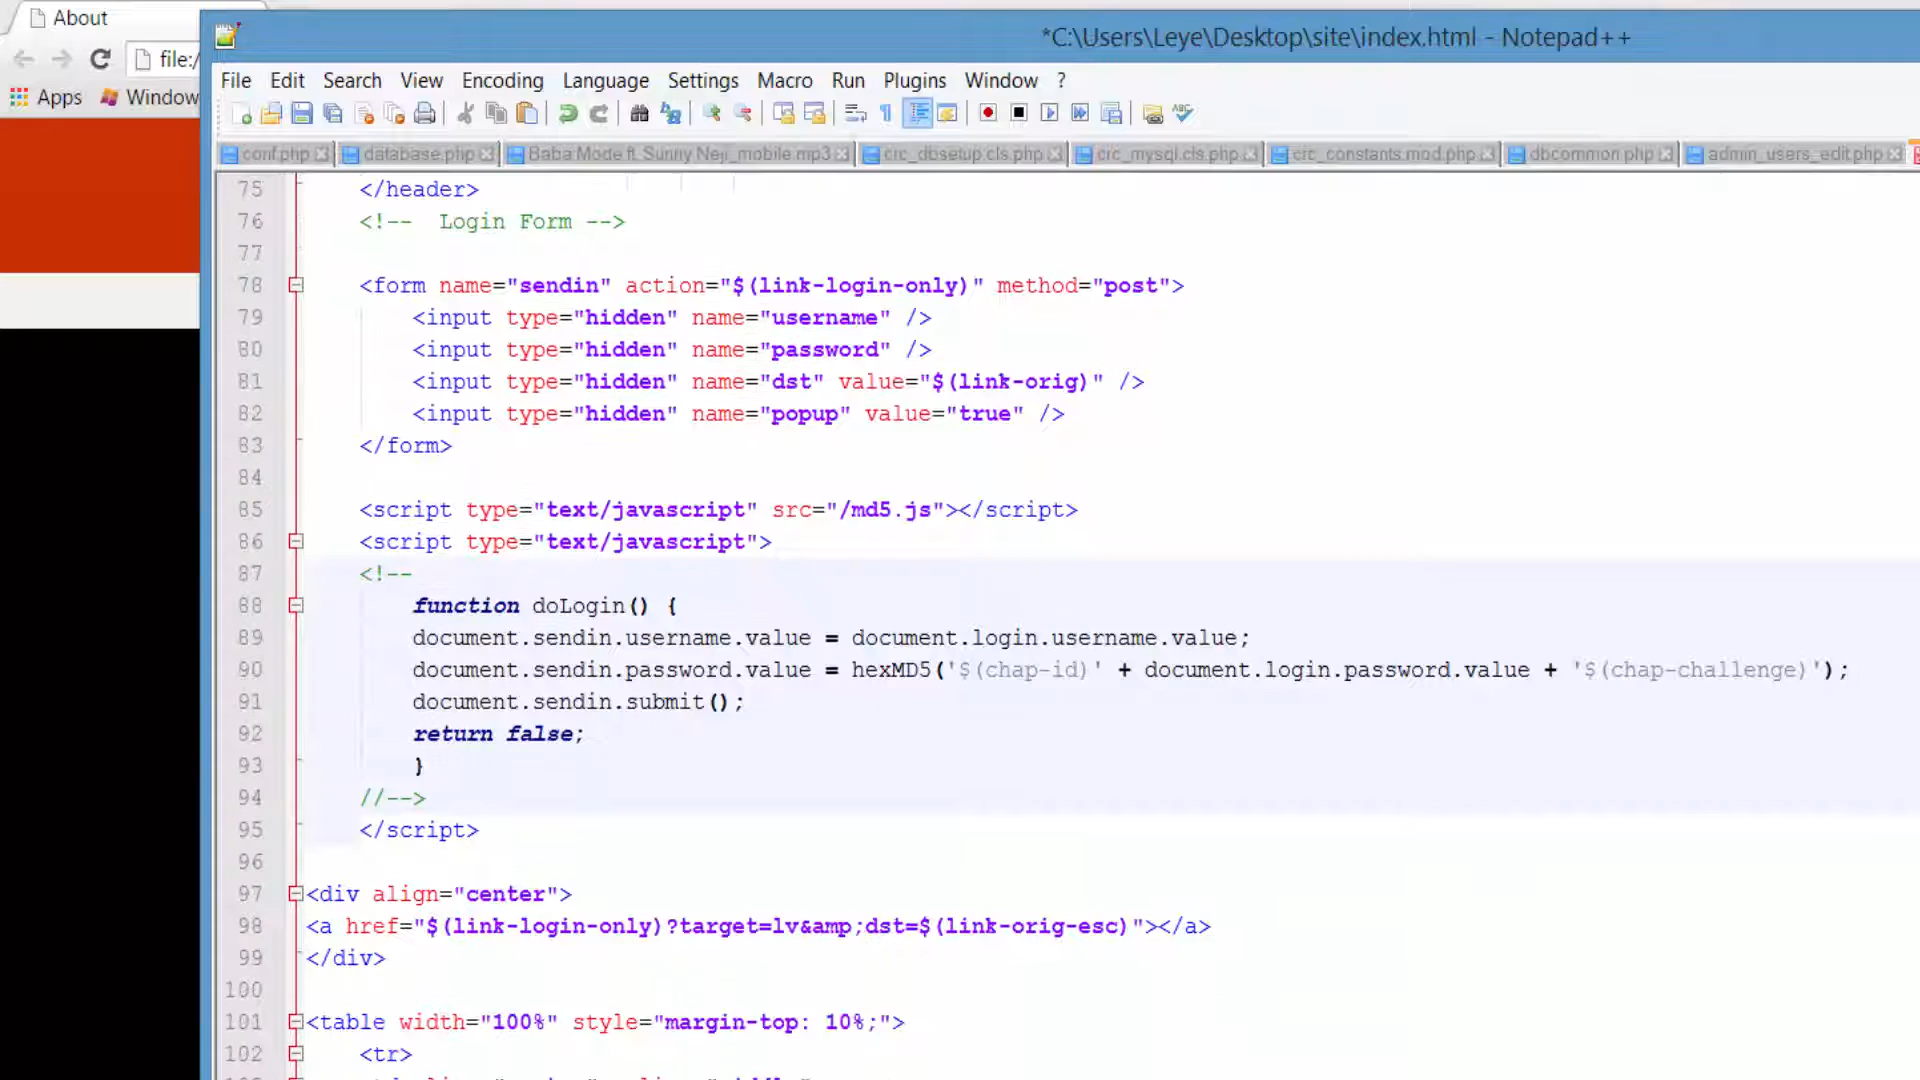 About
*C:\Users\Leye\Desktop\site\index.html - Notepad++
file:/
Apps Window
File Edit Search View Encoding Language Settings Macro Run Plugins Window ?
conf.php database.php Baba Mode ft. Sunny Neji_mobile.mp3 crc_dbsetup.cls.php crc_mysql.cls.php crc_constants.mod.php dbcommon.php admin_users_edit.php
75 </header>
76 <!--  Login Form -->
77
78 <form name="sendin" action="$(link-login-only)" method="post">
79 <input type="hidden" name="username" />
80 <input type="hidden" name="password" />
81 <input type="hidden" name="dst" value="$(link-orig)" />
82 <input type="hidden" name="popup" value="true" />
83 </form>
84
85 <script type="text/javascript" src="/md5.js"></script>
86 <script type="text/javascript">
87 <!--
88 function doLogin() {
89 document.sendin.username.value = document.login.username.value;
90 document.sendin.password.value = hexMD5('$(chap-id)' + document.login.password.value + '$(chap-challenge)');
91 document.sendin.submit();
92 return false;
93 }
94 //-->
95 </script>
96
97 <div align="center">
98 <a href="$(link-login-only)?target=lv&amp;dst=$(link-orig-esc)"></a>
99 </div>
100
101 <table width="100%" style="margin-top: 10%;">
102 <tr>